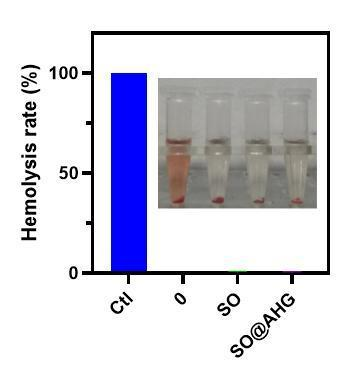 Hemolysis rate (%)
100
50
0
Ctl
0
SO
SO@AHG